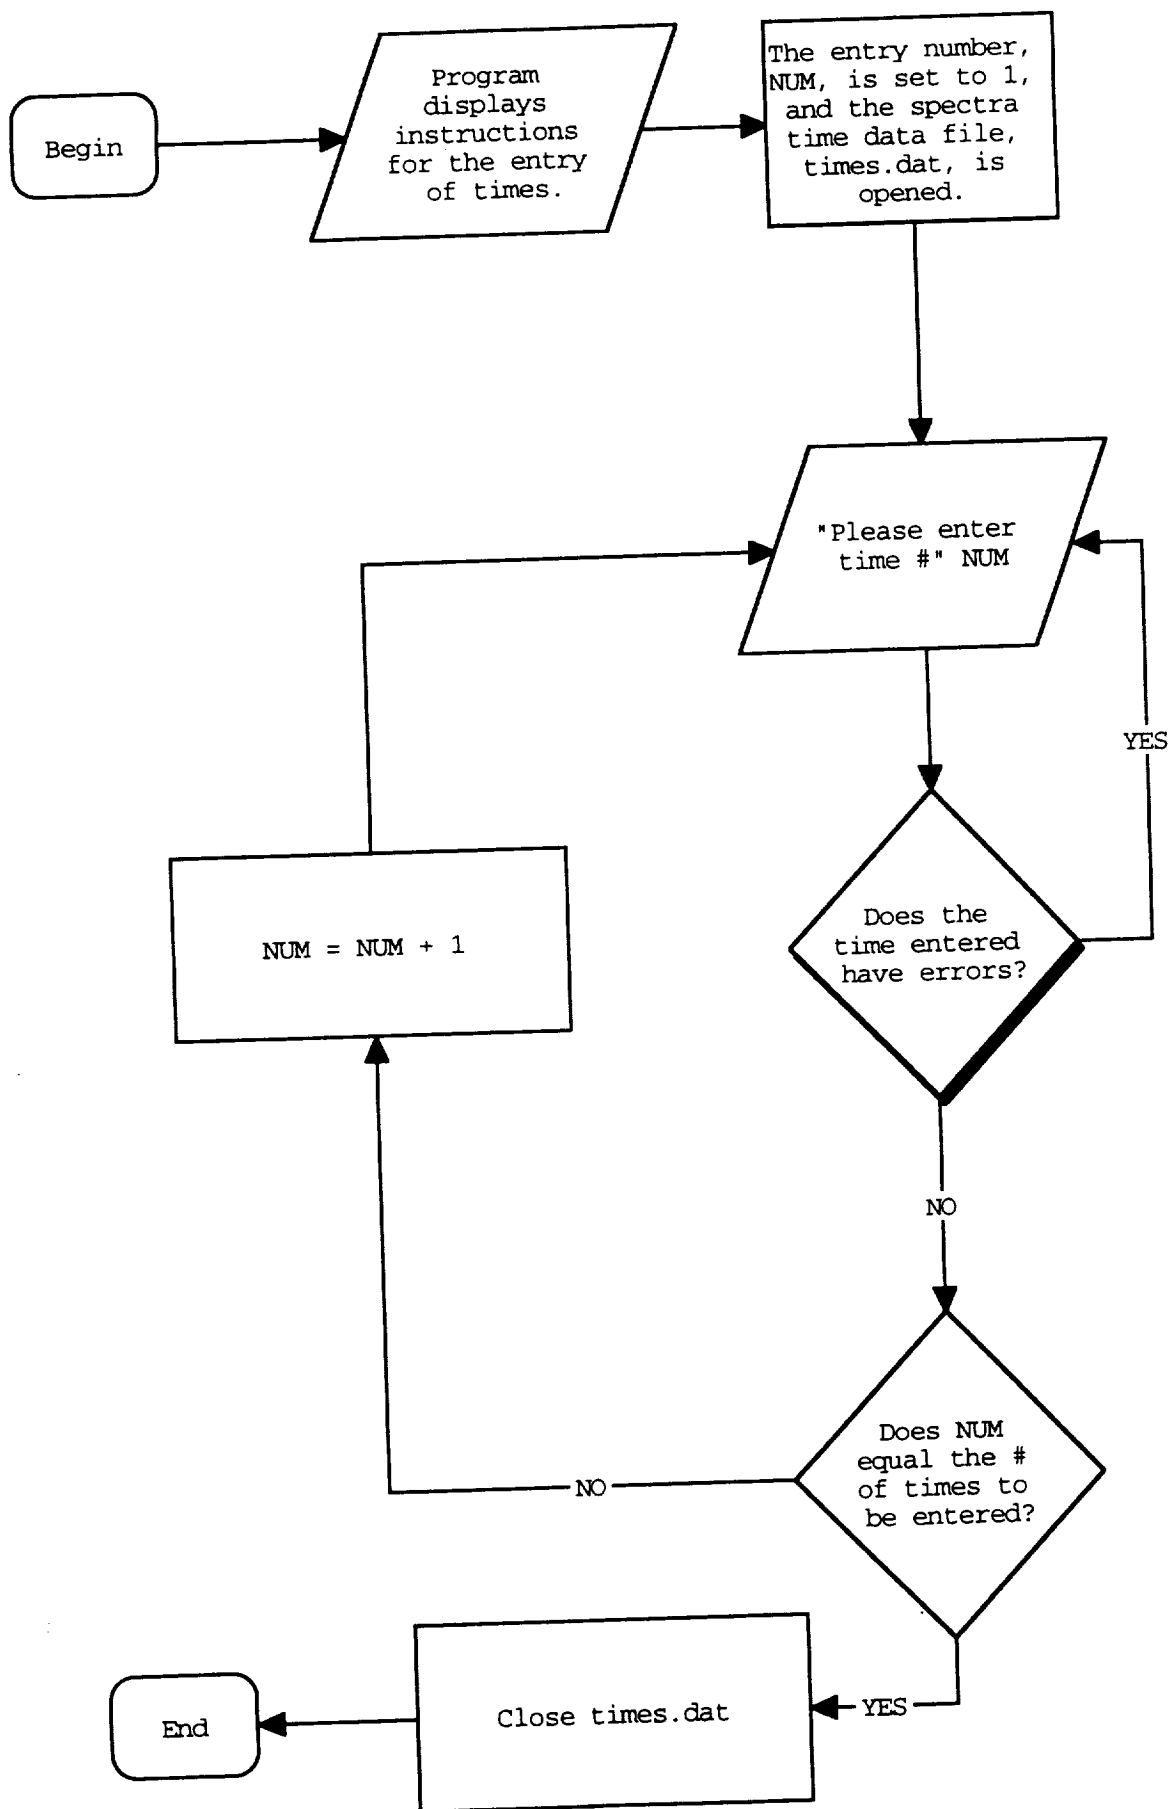 Begin
Program
displays
instructions
for the entry
of times.
The entry number,
NUM, is set to 1,
and the spectra
time data file,
times.dat, is
opened.
"Please enter
time #" NUM
YES
Does the
time entered
have errors?
NUM = NUM + 1
NO
Does NUM
equal the #
of times to
be entered?
NO
YES
Close times.dat
End